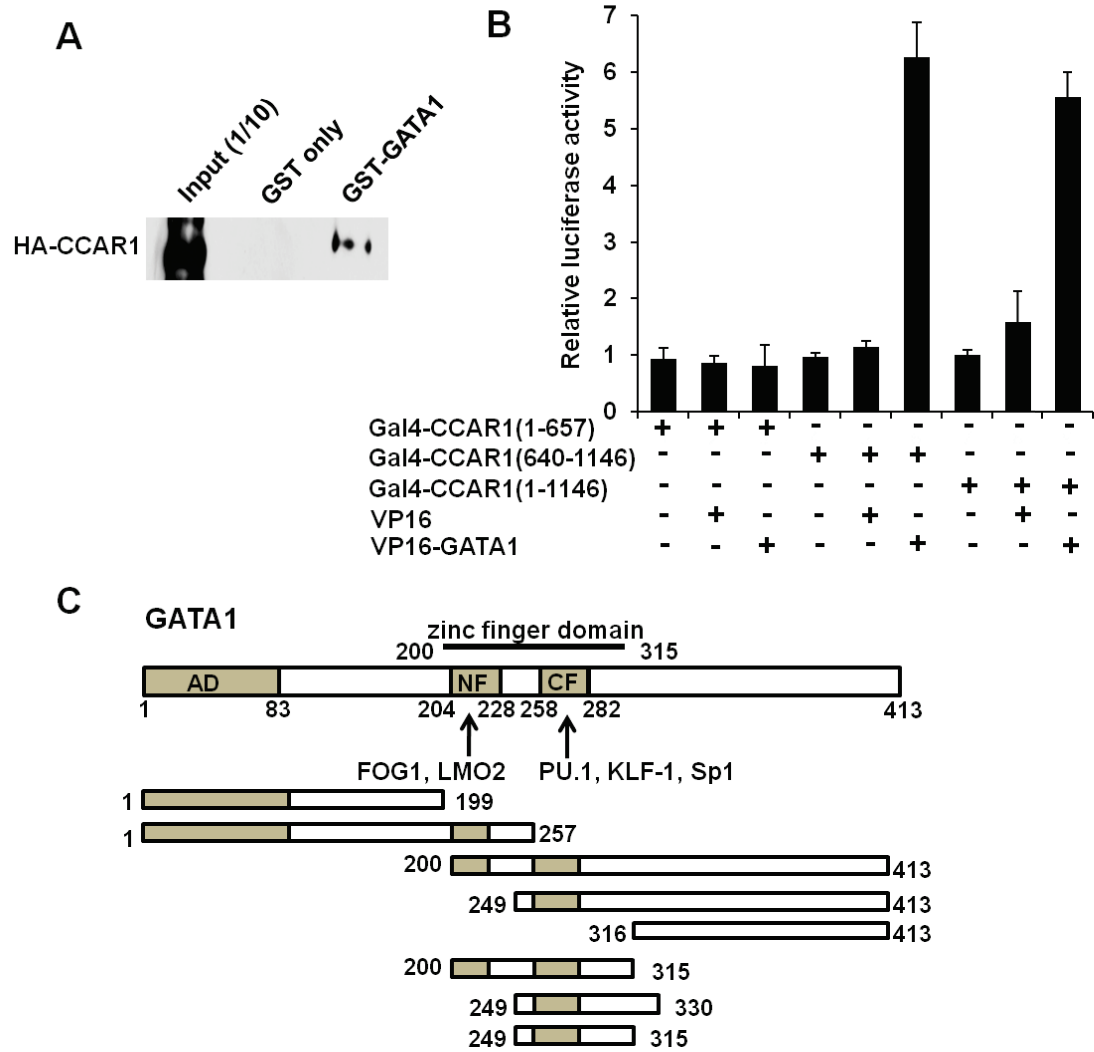 A
Input (1/10)
GST only
GST-GATA1
HA-CCAR1
B
Relative luciferase activity
7
6
5
4
3
2
1
0
Gal4-CCAR1(1-657) + + + - - - - - -
Gal4-CCAR1(640-1146) - - - + + + - - -
Gal4-CCAR1(1-1146) - - - - - - + + +
VP16 - + - - + - - + -
VP16-GATA1 - - + - - + - - +
C
GATA1
zinc finger domain
200 315
AD NF CF
1 83 204 228 258 282 413
FOG1, LMO2 PU.1, KLF-1, Sp1
1 199
1 257
200 413
249 413
316 413
200 315
249 330
249 315